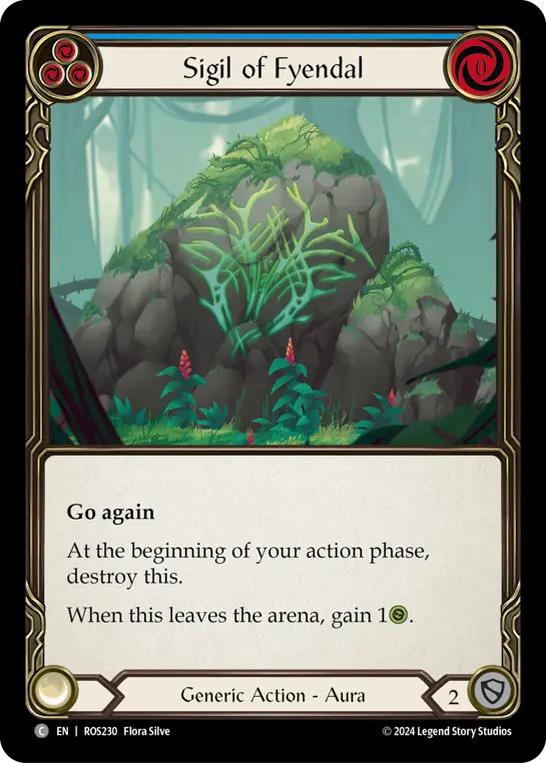 Sigil of Fyendal
0
Go again
At the beginning of your action phase,
destroy this.
When this leaves the arena, gain 1.
Generic Action - Aura
2
C EN | ROS230 Flora Silve
© 2024 Legend Story Studios